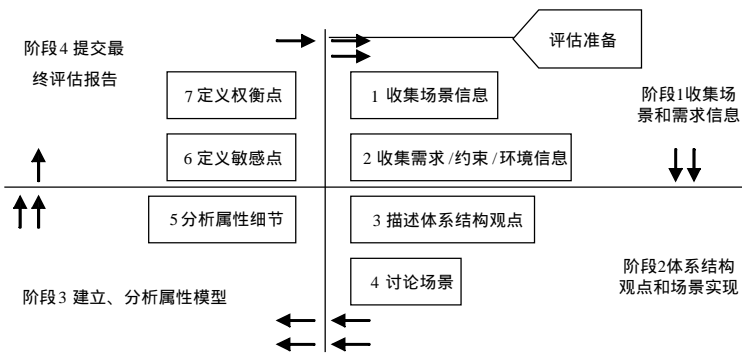 评估准备
阶段4 提交最
终评估报告
7 定义权衡点
1 收集场景信息
阶段1收集场
景和需求信息
6 定义敏感点
2 收集需求/约束/环境信息
5分析属性细节
3 描述体系结构观点
4 讨论场景
阶段2体系结构
观点和场景实现
阶段3 建立、分析属性模型